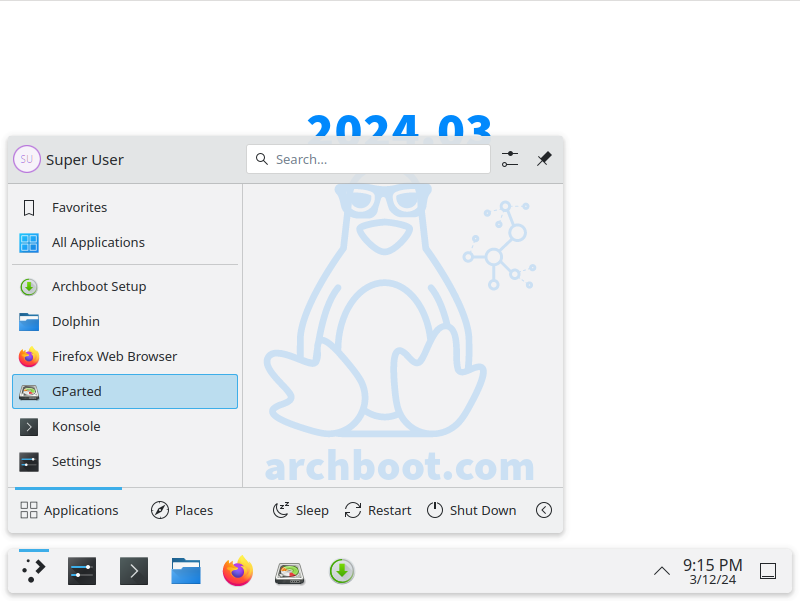 2024.03
SU
Super User
Search...
Favorites
All Applications
Archboot Setup
Dolphin
Firefox Web Browser
GParted
Konsole
Settings
archboot.com
Applications
Places
Sleep
Restart
Shut Down
9:15 PM
3/12/24